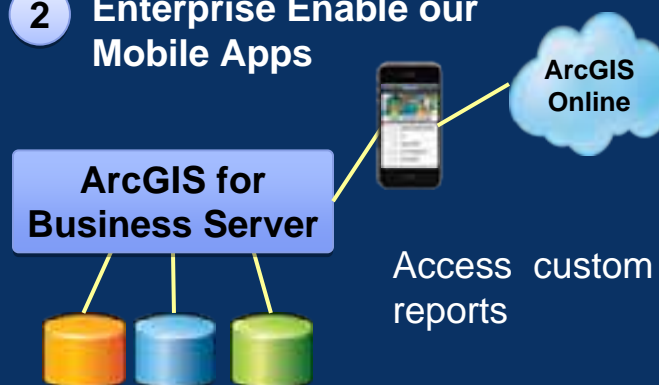 2
Enterprise Enable our
Mobile Apps
ArcGIS
Online
ArcGIS for
Business Server
Access custom
reports